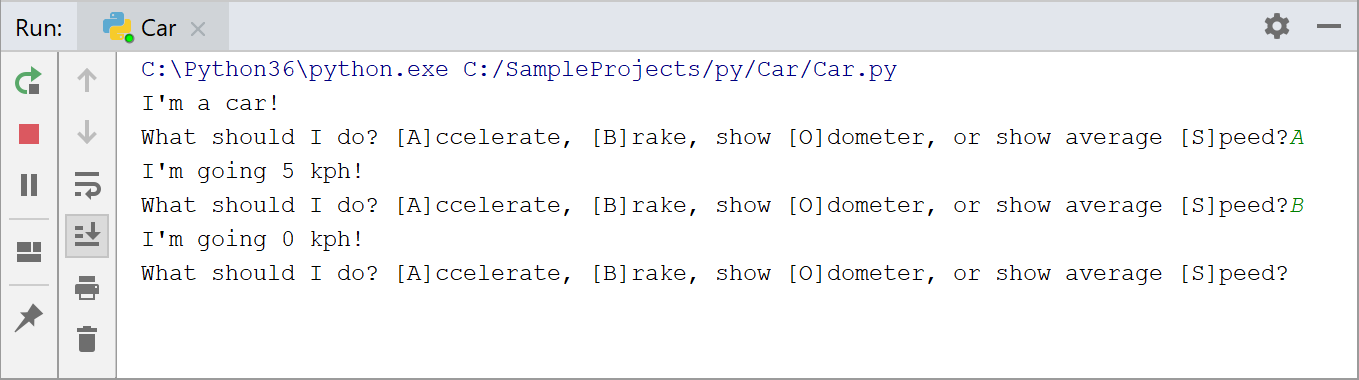 Run: Car
C:\Python36\python.exe C:/SampleProjects/py/Car/Car.py
I'm a car!
What should I do? [A]ccelerate, [B]rake, show [O]dometer, or show average [S]peed?A
I'm going 5 kph!
What should I do? [A]ccelerate, [B]rake, show [O]dometer, or show average [S]peed?B
I'm going 0 kph!
What should I do? [A]ccelerate, [B]rake, show [O]dometer, or show average [S]peed?